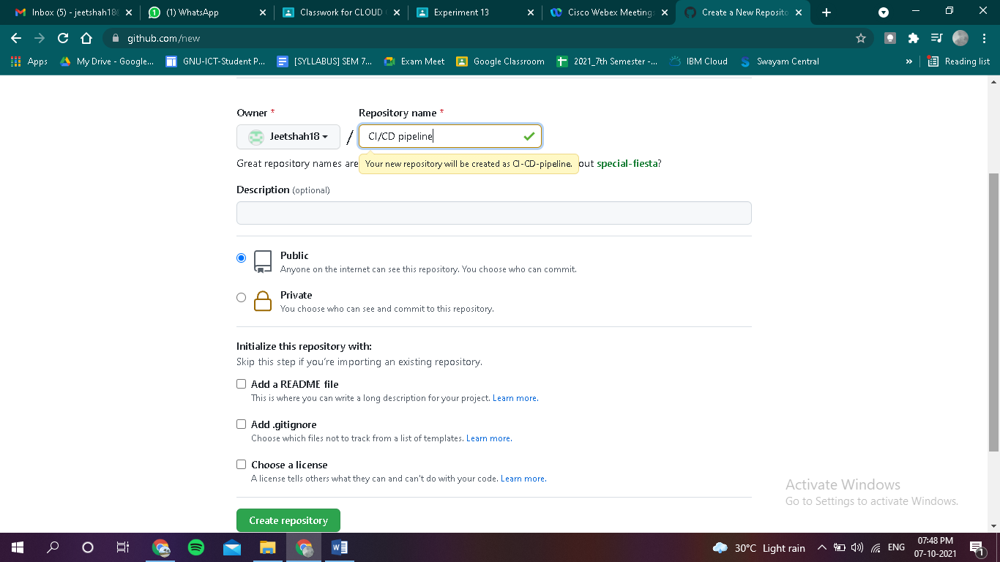 Inbox (5) - jeetshah18
(1) WhatsApp
Classwork for CLOUD
Experiment 13
Cisco Webex Meeting
Create a New Reposito
github.com/new
Apps
My Drive - Google...
GNU-ICT-Student P...
[SYLLABUS] SEM 7...
Exam Meet
Google Classroom
2021_7th Semester -...
IBM Cloud
Swayam Central
»
Reading list
Owner *
Repository name *
Jeetshah18
/
CI/CD pipeline
Great repository names are
Your new repository will be created as CI-CD-pipeline.
out special-fiesta?
Description (optional)
Public
Anyone on the internet can see this repository. You choose who can commit.
Private
You choose who can see and commit to this repository.
Initialize this repository with:
Skip this step if you're importing an existing repository.
Add a README file
This is where you can write a long description for your project. Learn more.
Add .gitignore
Choose which files not to track from a list of templates. Learn more.
Choose a license
A license tells others what they can and can't do with your code. Learn more.
Create repository
Activate Windows
Go to Settings to activate Windows.
30°C Light rain
ENG
07:48 PM
07-10-2021
1